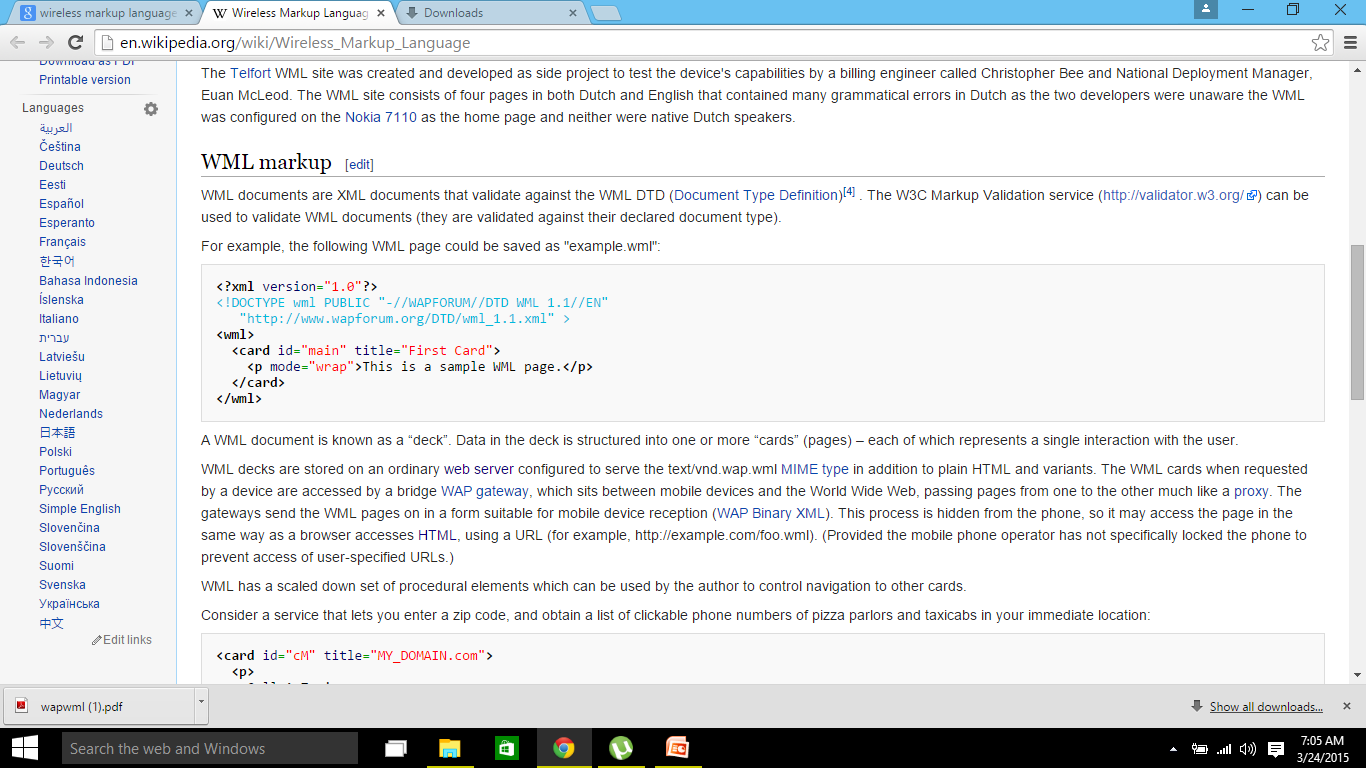 wireless markup language
Wireless Markup Languag
Downloads
en.wikipedia.org/wiki/Wireless_Markup_Language
Download as PDF
Printable version
Languages
العربية
Čeština
Deutsch
Eesti
Español
Esperanto
Français
한국어
Bahasa Indonesia
Íslenska
Italiano
עברית
Latviešu
Lietuvių
Magyar
Nederlands
日本語
Polski
Português
Русский
Simple English
Slovenčina
Slovenščina
Suomi
Svenska
Українська
中文
Edit links
The Telfort WML site was created and developed as side project to test the device's capabilities by a billing engineer called Christopher Bee and National Deployment Manager,
Euan McLeod. The WML site consists of four pages in both Dutch and English that contained many grammatical errors in Dutch as the two developers were unaware the WML
was configured on the Nokia 7110 as the home page and neither were native Dutch speakers.
WML markup [edit]
WML documents are XML documents that validate against the WML DTD (Document Type Definition)[4] . The W3C Markup Validation service (http://validator.w3.org/) can be
used to validate WML documents (they are validated against their declared document type).
For example, the following WML page could be saved as "example.wml":
<?xml version="1.0"?>
<!DOCTYPE wml PUBLIC "-//WAPFORUM//DTD WML 1.1//EN"
"http://www.wapforum.org/DTD/wml_1.1.xml" >
<wml>
<card id="main" title="First Card">
<p mode="wrap">This is a sample WML page.</p>
</card>
</wml>
A WML document is known as a “deck”. Data in the deck is structured into one or more “cards” (pages) – each of which represents a single interaction with the user.
WML decks are stored on an ordinary web server configured to serve the text/vnd.wap.wml MIME type in addition to plain HTML and variants. The WML cards when requested
by a device are accessed by a bridge WAP gateway, which sits between mobile devices and the World Wide Web, passing pages from one to the other much like a proxy. The
gateways send the WML pages on in a form suitable for mobile device reception (WAP Binary XML). This process is hidden from the phone, so it may access the page in the
same way as a browser accesses HTML, using a URL (for example, http://example.com/foo.wml). (Provided the mobile phone operator has not specifically locked the phone to
prevent access of user-specified URLs.)
WML has a scaled down set of procedural elements which can be used by the author to control navigation to other cards.
Consider a service that lets you enter a zip code, and obtain a list of clickable phone numbers of pizza parlors and taxicabs in your immediate location:
<card id="cM" title="MY_DOMAIN.com">
<p>
wapwml (1).pdf
Show all downloads...
Search the web and Windows
7:05 AM
3/24/2015